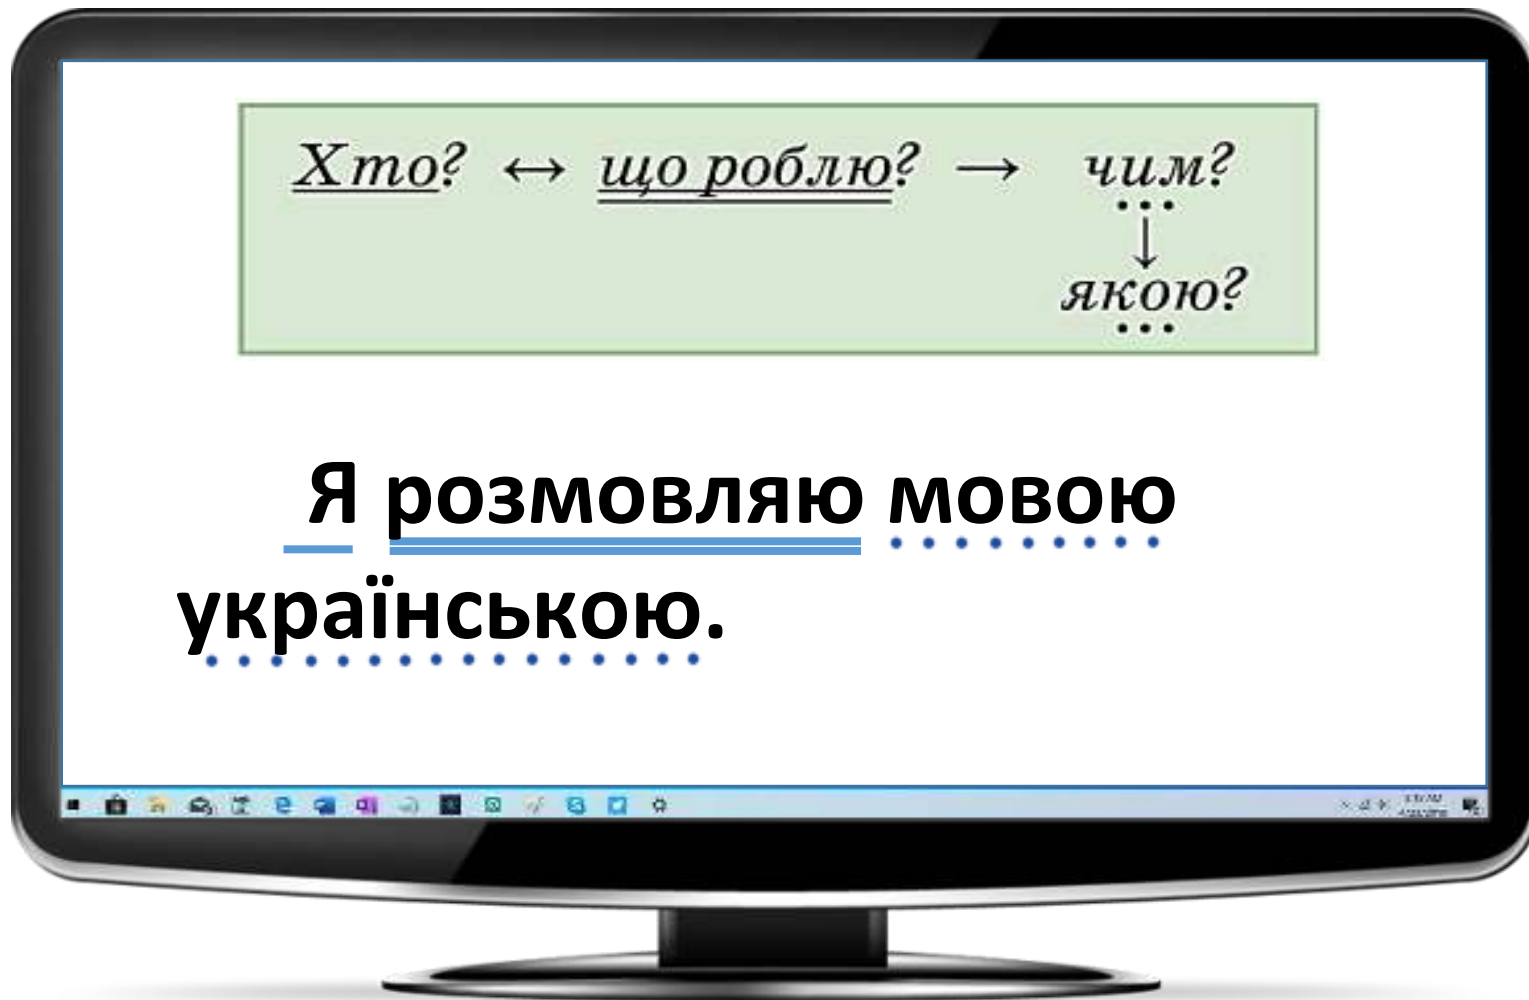 Хто? ↔ що роблю? → чим?
↓
якою?
Я розмовляю мовою
українською.